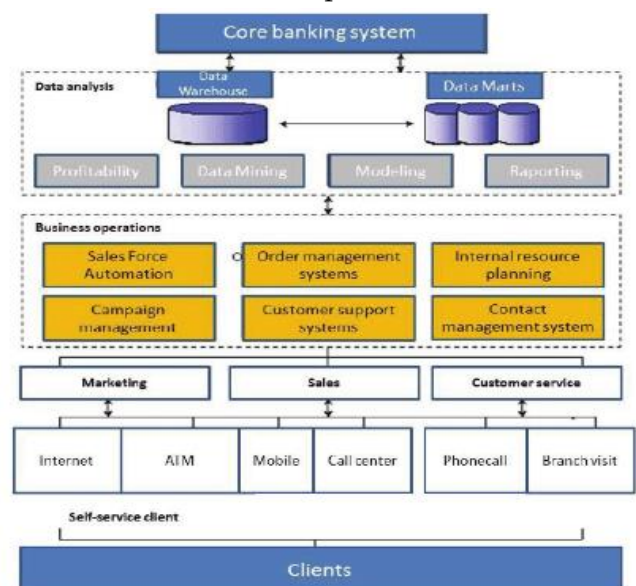 Core banking system
Data analysis
Data
Warehouse
Data Marts
Profitability
Data Mining
Modeling
Raporting
Business operations
Sales Force
Automation
Order management
systems
Internal resource
planning
Campaign
management
Customer support
systems
Contact
management system
Marketing
Sales
Customer service
Internet
ATM
Mobile
Call center
Phonecall
Branch visit
Self-service client
Clients